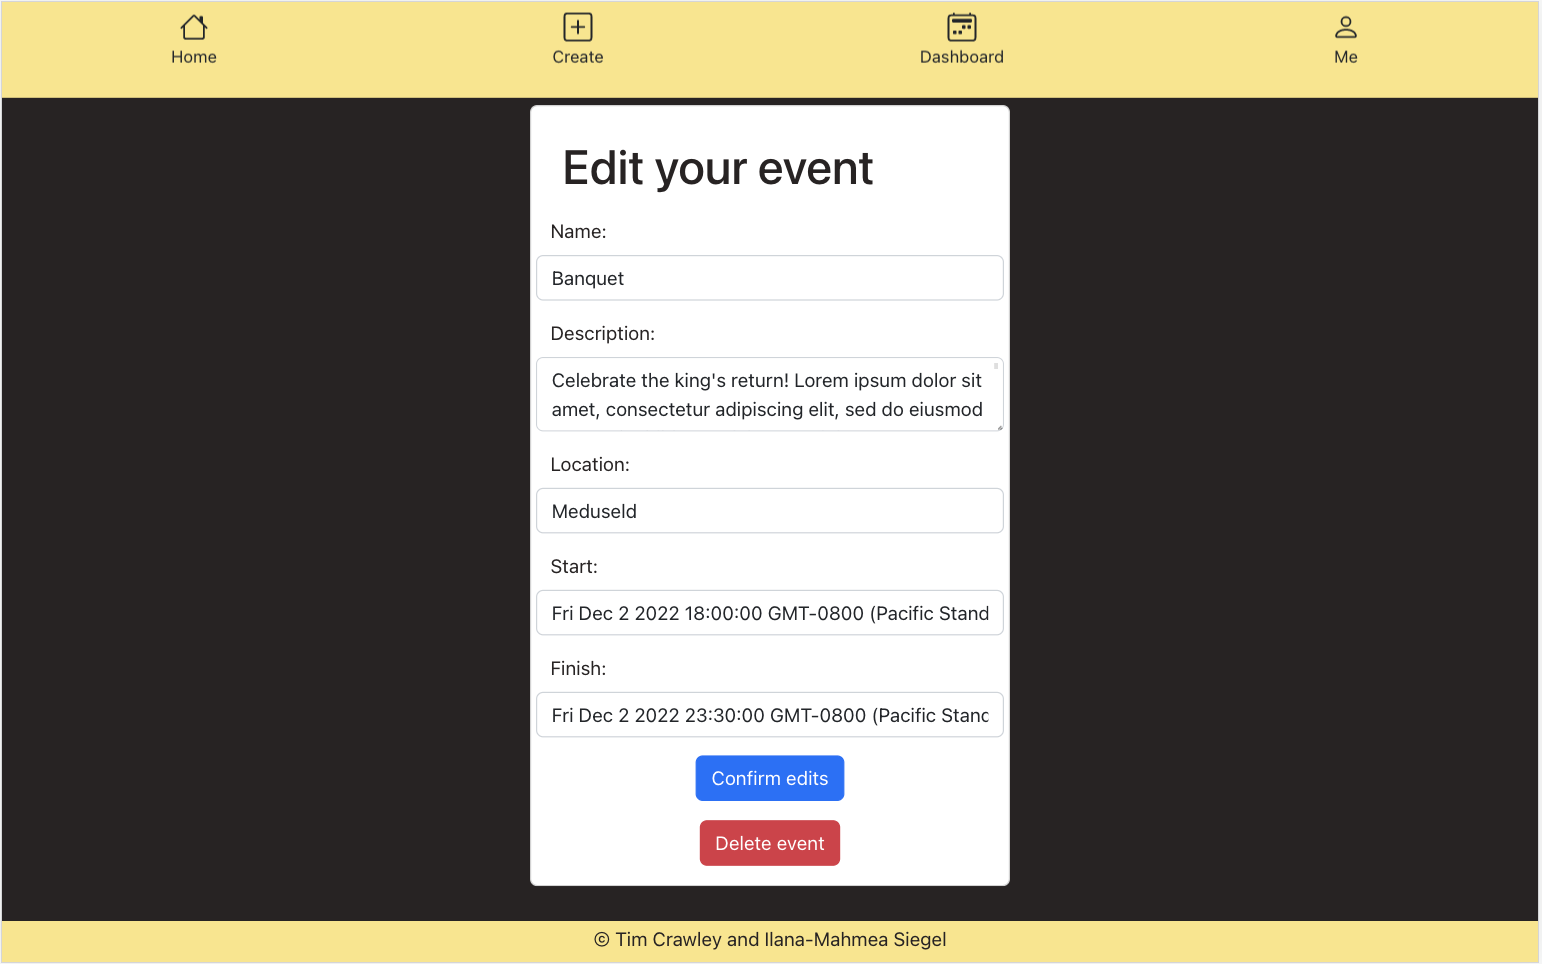 Home Create Dashboard Me
Edit your event
Name:
Banquet
Description:
Celebrate the king's return! Lorem ipsum dolor sit
amet, consectetur adipiscing elit, sed do eiusmod
Location:
Meduseld
Start:
Fri Dec 2 2022 18:00:00 GMT-0800 (Pacific Stand
Finish:
Fri Dec 2 2022 23:30:00 GMT-0800 (Pacific Stand
Confirm edits
Delete event
© Tim Crawley and Ilana-Mahmea Siegel